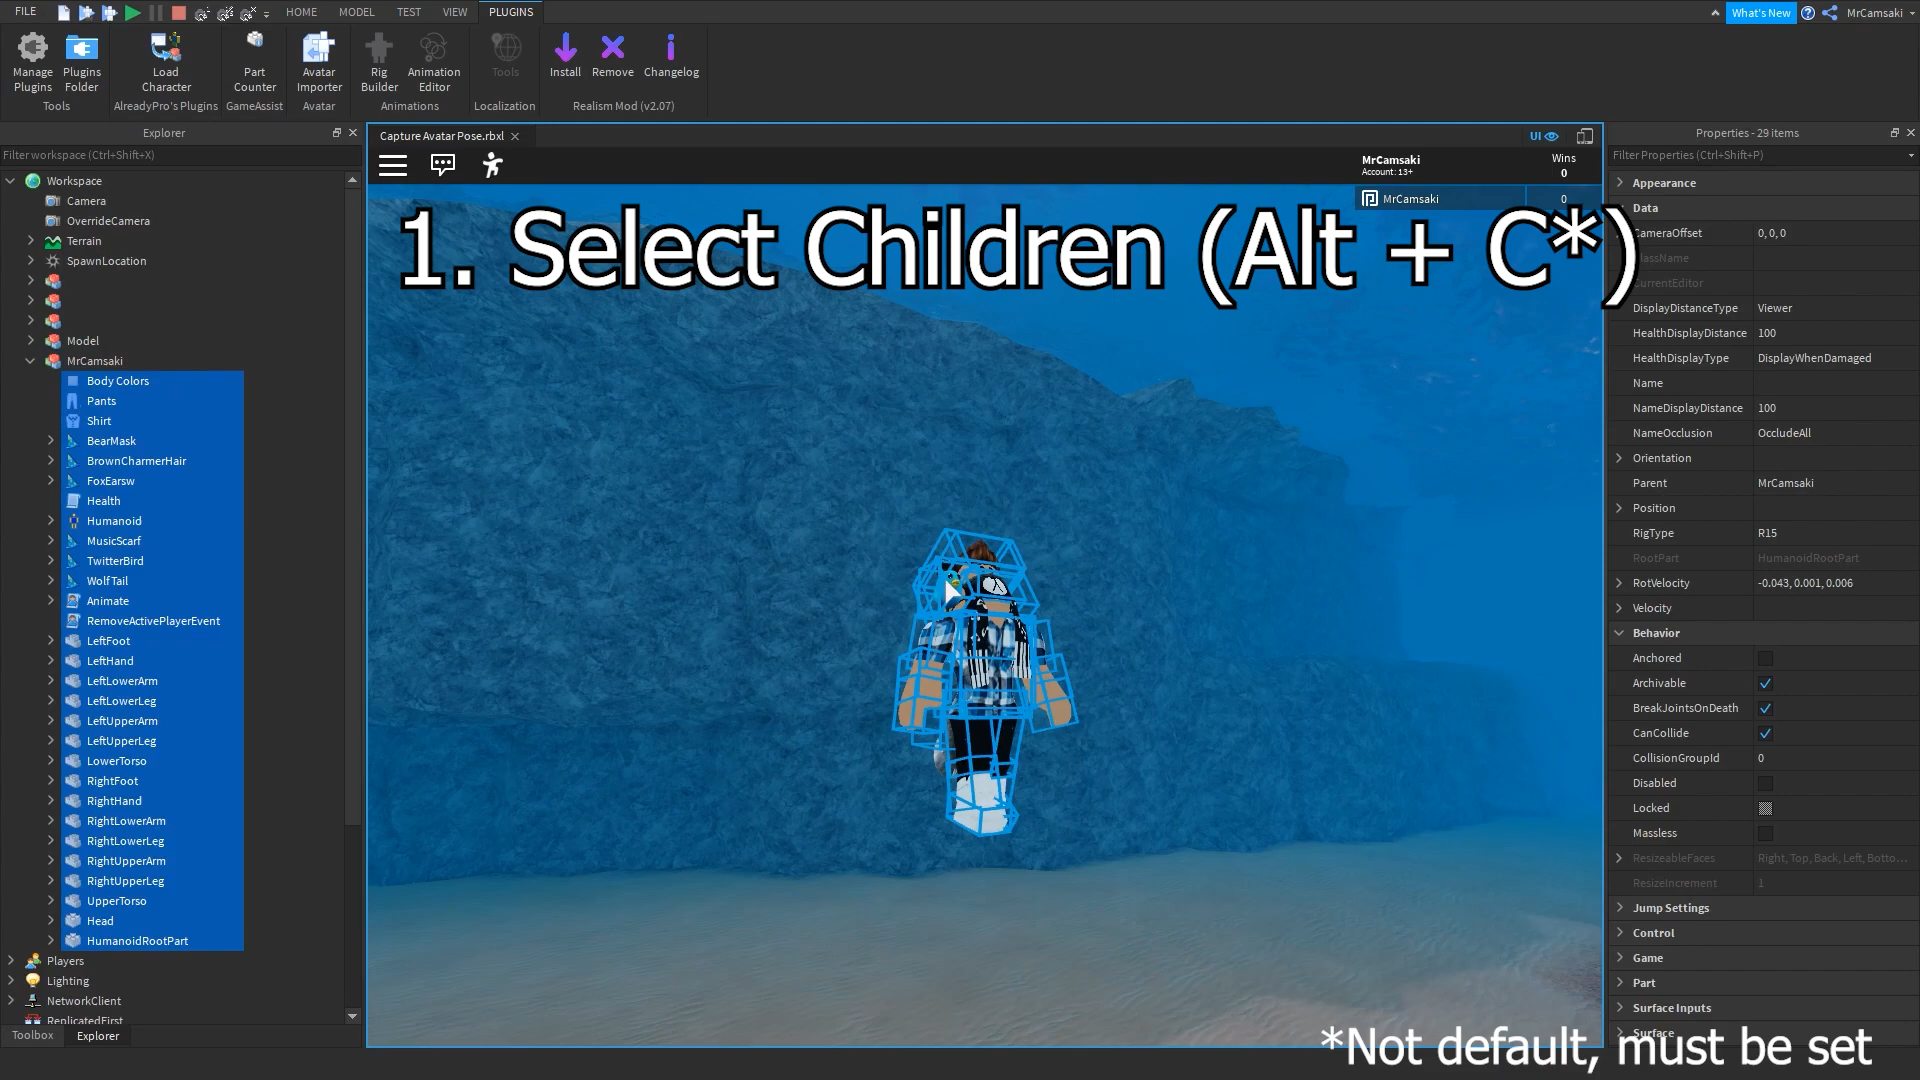 FILE HOME MODEL TEST VIEW PLUGINS What's New MrCamsaki
Manage Plugins
Plugins Folder
Load Character
Part Counter
Avatar Importer
Rig Builder
Animation Editor
Tools
Install
Remove
Changelog
Tools AlreadyPro's Plugins GameAssist Avatar Animations Localization Realism Mod (v2.07)
Explorer
Filter workspace (Ctrl+Shift+X)
Workspace
Camera
OverrideCamera
Terrain
SpawnLocation
Model
MrCamsaki
Body Colors
Pants
Shirt
BearMask
BrownCharmerHair
FoxEarsw
Health
Humanoid
MusicScarf
TwitterBird
WolfTail
Animate
RemoveActivePlayerEvent
LeftFoot
LeftHand
LeftLowerArm
LeftLowerLeg
LeftUpperArm
LeftUpperLeg
LowerTorso
RightFoot
RightHand
RightLowerArm
RightLowerLeg
RightUpperArm
RightUpperLeg
UpperTorso
Head
HumanoidRootPart
Players
Lighting
NetworkClient
ReplicatedFirst
Toolbox Explorer
Capture Avatar Pose.rbxl
UI
MrCamsaki
Account: 13+
Wins
0
MrCamsaki 0
1. Select Children (Alt + C*)
Properties - 29 items
Filter Properties (Ctrl+Shift+P)
Appearance
Data
CameraOffset 0, 0, 0
CurrentEditor
DisplayDistanceType Viewer
HealthDisplayDistance 100
HealthDisplayType DisplayWhenDamaged
Name
NameDisplayDistance 100
NameOcclusion OccludeAll
Orientation
Parent MrCamsaki
Position
RigType R15
RootPart HumanoidRootPart
RotVelocity -0.043, 0.001, 0.006
Velocity
Behavior
Anchored
Archivable
BreakJointsOnDeath
CanCollide
CollisionGroupId 0
Disabled
Locked
Massless
ResizeableFaces Right, Top, Back, Left, Botto...
ResizeIncrement 1
Jump Settings
Control
Game
Part
Surface Inputs
Surface
*Not default, must be set